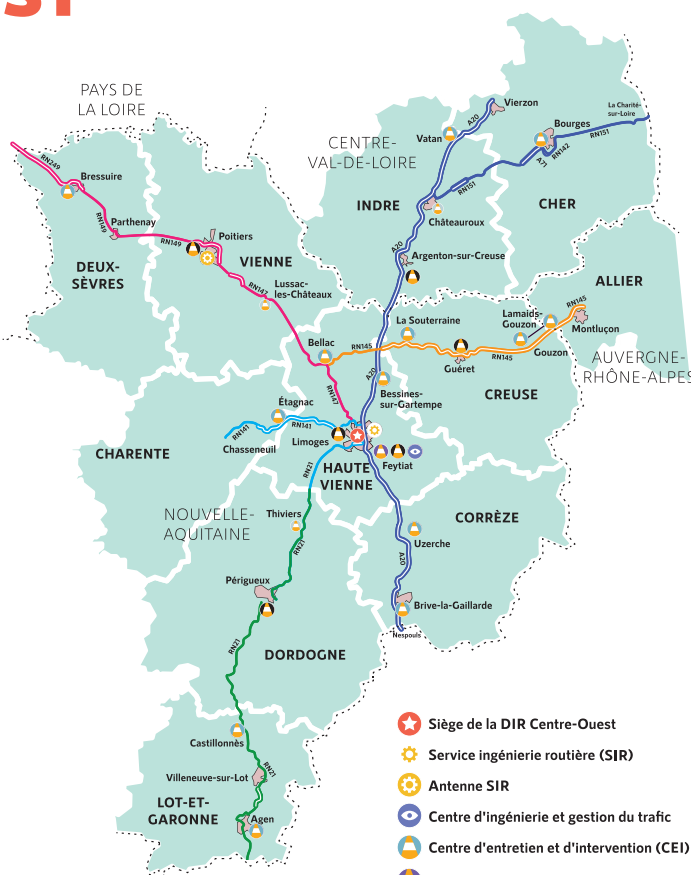 ST
PAYS DE
LA LOIRE
Vierzon
A20
La Charité-
sur-Loire
Bourges
RN151
Vatan
CENTRE-
VAL-DE-LOIRE
RN142
A71
RN249
Bressuire
RN151
INDRE
CHER
Châteauroux
RN149
Parthenay
Poitiers
RN149
VIENNE
A20
Argenton-sur-Creuse
DEUX-
SÈVRES
RN147
Lussac-
les-Châteaux
ALLIER
RN145
La Souterraine
Lamaids-
Gouzon
Montluçon
Bellac
RN145
Guéret
RN145
Gouzon
AUVERGNE-
RHÔNE-ALPES
A20
RN147
Bessines-
sur-Gartempe
CREUSE
Étagnac
RN141
RN141
Limoges
Chasseneuil
CHARENTE
Feytiat
HAUTE
VIENNE
RN21
NOUVELLE-
AQUITAINE
Thiviers
CORRÈZE
RN21
Uzerche
A20
Périgueux
Brive-la-Gaillarde
Nespouls
RN21
DORDOGNE
Castillonnès
Villeneuve-sur-Lot
RN21
LOT-ET-
GARONNE
Agen
Siège de la DIR Centre-Ouest
Service ingénierie routière (SIR)
Antenne SIR
Centre d'ingénierie et gestion du trafic
Centre d'entretien et d'intervention (CEI)